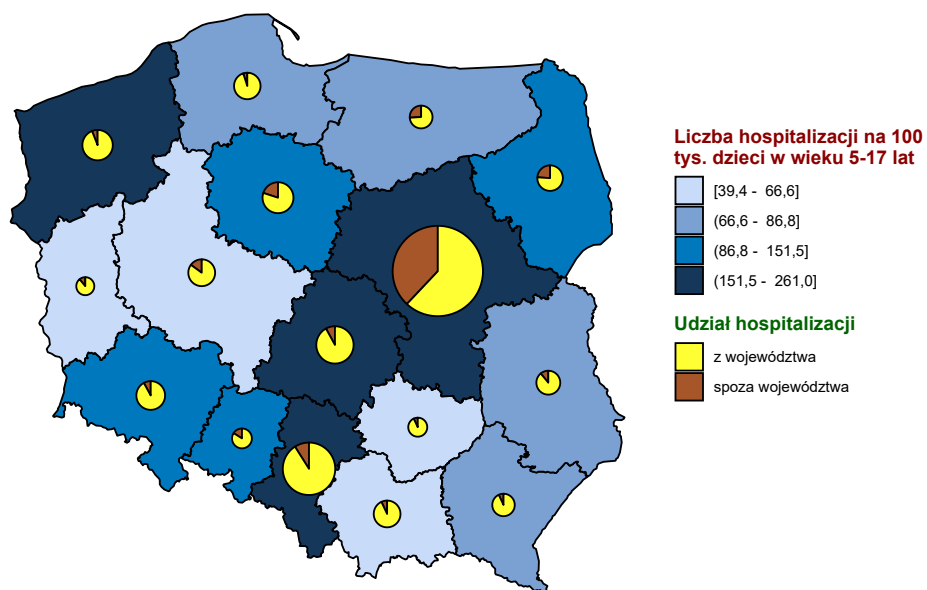 Liczba hospitalizacji na 100
tys. dzieci w wieku 5-17 lat
[39,4 - 66,6]
(66,6 - 86,8]
(86,8 - 151,5]
(151,5 - 261,0]
Udział hospitalizacji
z województwa
spoza województwa